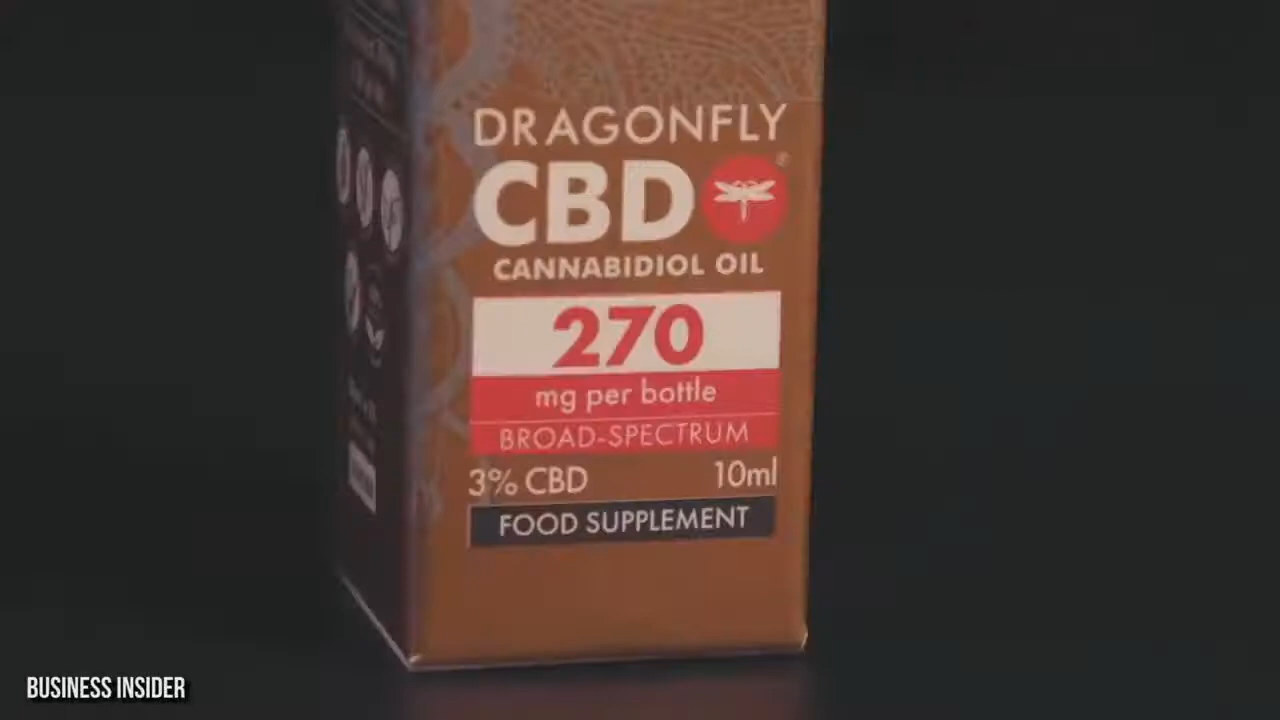 DRAGONFLY
CBD
CANNABIDIOL OIL
270
mg per bottle
BROAD-SPECTRUM
3% CBD 10ml
FOOD SUPPLEMENT
BUSINESS INSIDER